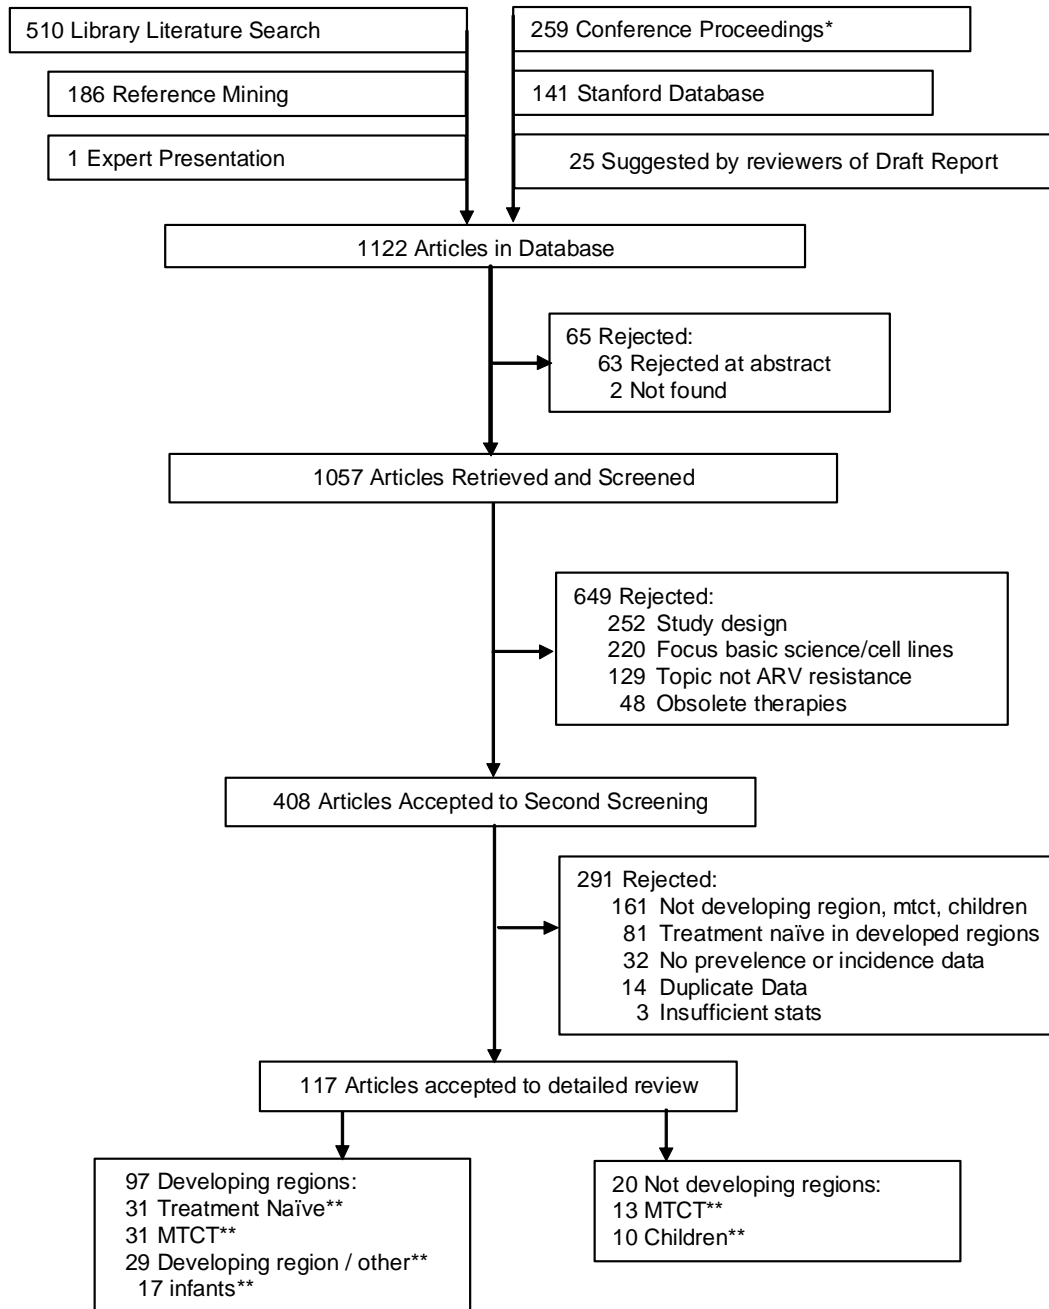 510 Library Literature Search
259 Conference Proceedings*
186 Reference Mining
141 Stanford Database
1 Expert Presentation
25 Suggested by reviewers of Draft Report
1122 Articles in Database
65 Rejected:
63 Rejected at abstract
2 Not found
1057 Articles Retrieved and Screened
649 Rejected:
252 Study design
220 Focus basic science/cell lines
129 Topic not ARV resistance
48 Obsolete therapies
408 Articles Accepted to Second Screening
291 Rejected:
161 Not developing region, mtct, children
81 Treatment naïve in developed regions
32 No prevelence or incidence data
14 Duplicate Data
3 Insufficient stats
117 Articles accepted to detailed review
97 Developing regions:
31 Treatment Naïve**
31 MTCT**
29 Developing region / other**
17 infants**
20 Not developing regions:
13 MTCT**
10 Children**